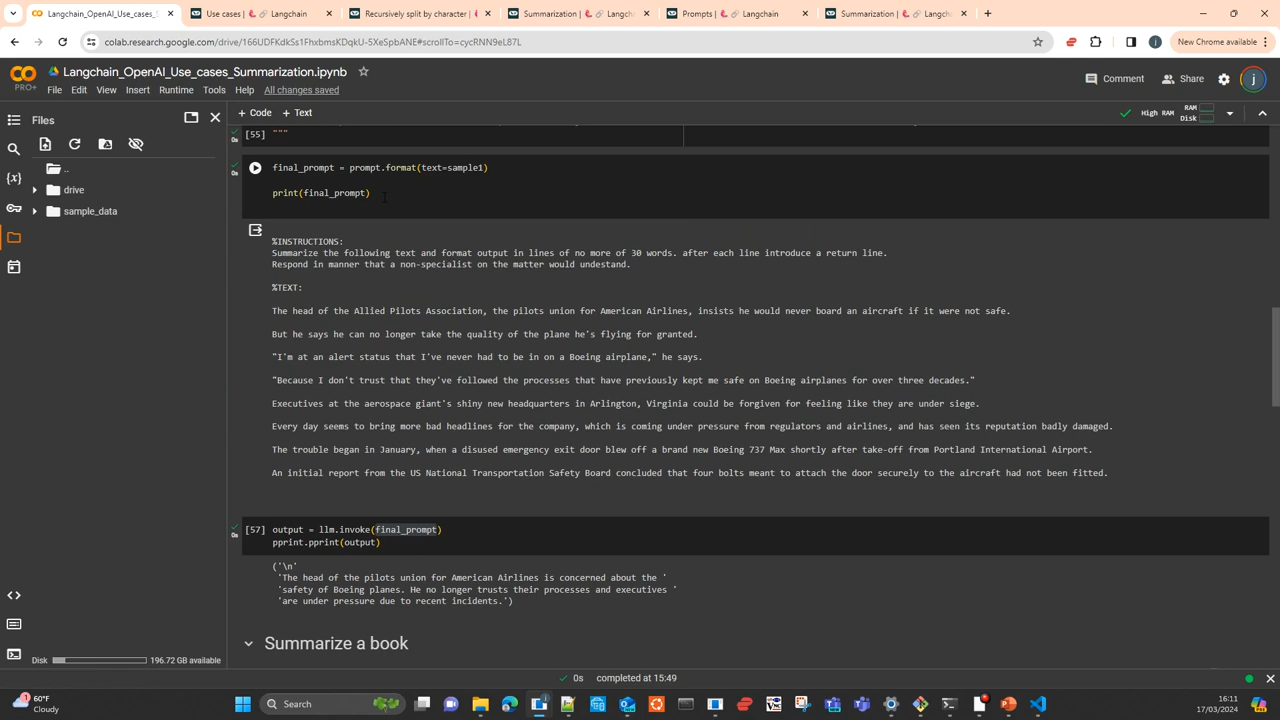 Langchain_OpenAI_Use_cases_S
Use cases | Langchain
Recursively split by character |
Summarization | Langcha
Prompts | Langchain
Summarization | Langcha
colab.research.google.com/drive/166UDFKdkSs1FhxbmsKDqkU-5XeSpbANE#scrollTo=cycRNN9eL87L
New Chrome available
CO
PRO+
Langchain_OpenAI_Use_cases_Summarization.ipynb
File Edit View Insert Runtime Tools Help All changes saved
Comment
Share
j
Files
+ Code + Text
High RAM
RAM
Disk
..
drive
sample_data
[55] """
0s
final_prompt = prompt.format(text=sample1)
print(final_prompt)
%INSTRUCTIONS:
Summarize the following text and format output in lines of no more of 30 words. after each line introduce a return line.
Respond in manner that a non-specialist on the matter would undestand.
%TEXT:
The head of the Allied Pilots Association, the pilots union for American Airlines, insists he would never board an aircraft if it were not safe.
But he says he can no longer take the quality of the plane he's flying for granted.
"I'm at an alert status that I've never had to be in on a Boeing airplane," he says.
"Because I don't trust that they've followed the processes that have previously kept me safe on Boeing airplanes for over three decades."
Executives at the aerospace giant's shiny new headquarters in Arlington, Virginia could be forgiven for feeling like they are under siege.
Every day seems to bring more bad headlines for the company, which is coming under pressure from regulators and airlines, and has seen its reputation badly damaged.
The trouble began in January, when a disused emergency exit door blew off a brand new Boeing 737 Max shortly after take-off from Portland International Airport.
An initial report from the US National Transportation Safety Board concluded that four bolts meant to attach the door securely to the aircraft had not been fitted.
[57] output = llm.invoke(final_prompt)
0s
pprint.pprint(output)
('\n'
'The head of the pilots union for American Airlines is concerned about the '
'safety of Boeing planes. He no longer trusts their processes and executives '
'are under pressure due to recent incidents.')
Summarize a book
Disk 196.72 GB available
0s completed at 15:49
60°F
Cloudy
Search
16:11
17/03/2024